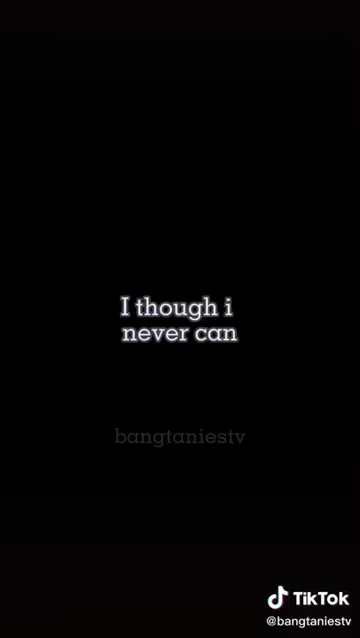 I though i
never can
bangtaniestv
TikTok
@bangtaniestv